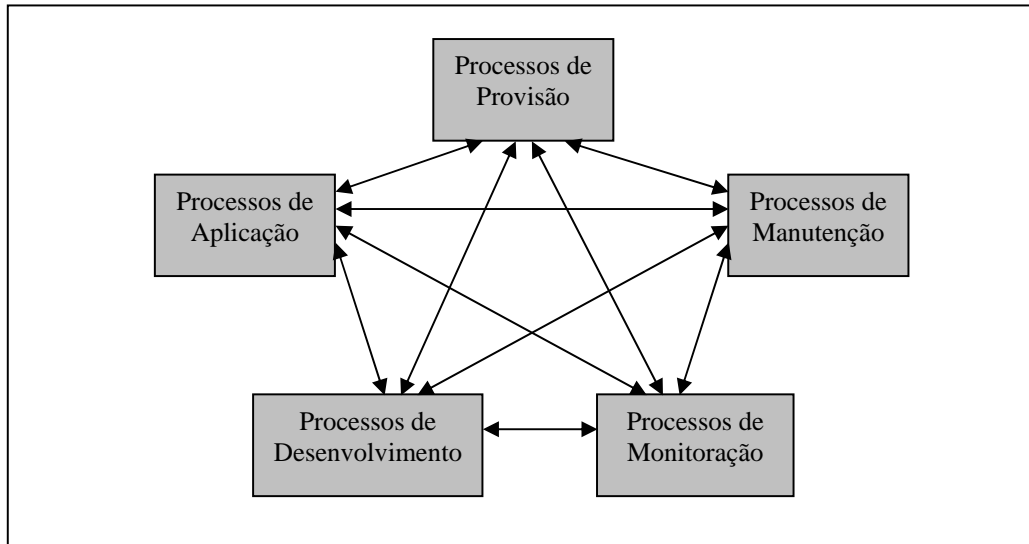 Processos de
Provisão
Processos de
Aplicação
Processos de
Manutenção
Processos de
Desenvolvimento
Processos de
Monitoração